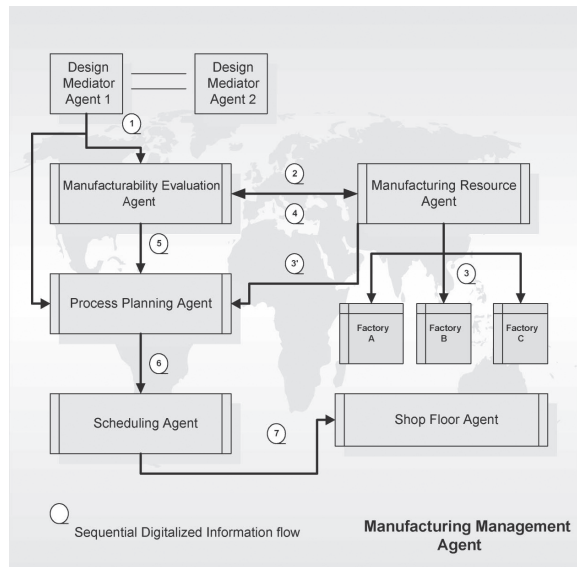 Design
Mediator
Agent 1
Design
Mediator
Agent 2
1
Manufacturability Evaluation
Agent
2
4
Manufacturing Resource
Agent
5
3'
3
Process Planning Agent
Factory
A
Factory
B
Factory
C
6
Scheduling Agent
7
Shop Floor Agent
Sequential Digitalized Information flow
Manufacturing Management
Agent